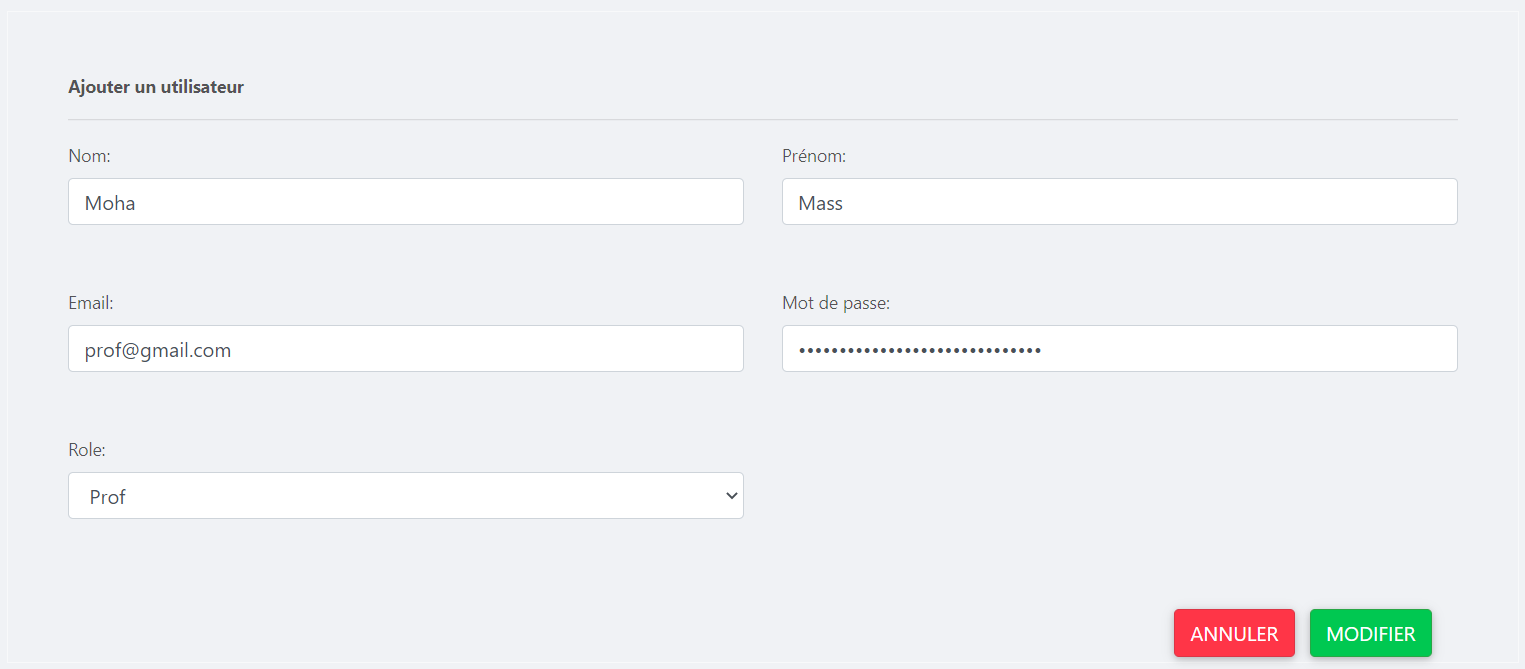 Ajouter un utilisateur
Nom:
Prénom:
Moha
Mass
Email:
Mot de passe:
prof@gmail.com
••••••••••••••••••••••••••••••
Role:
Prof
ANNULER
MODIFIER